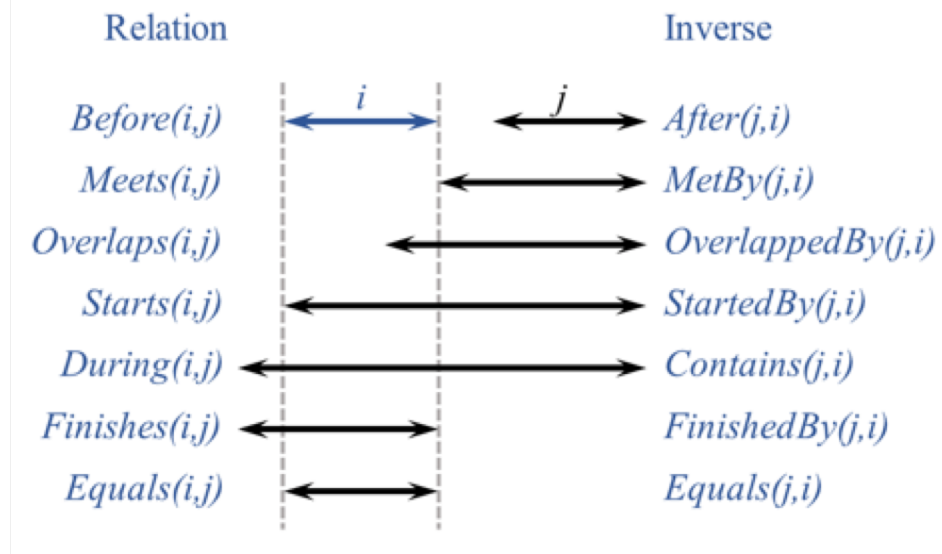 Relation Inverse
Before(i,j) i j After(j,i)
Meets(i,j) MetBy(j,i)
Overlaps(i,j) OverlappedBy(j,i)
Starts(i,j) StartedBy(j,i)
During(i,j) Contains(j,i)
Finishes(i,j) FinishedBy(j,i)
Equals(i,j) Equals(j,i)